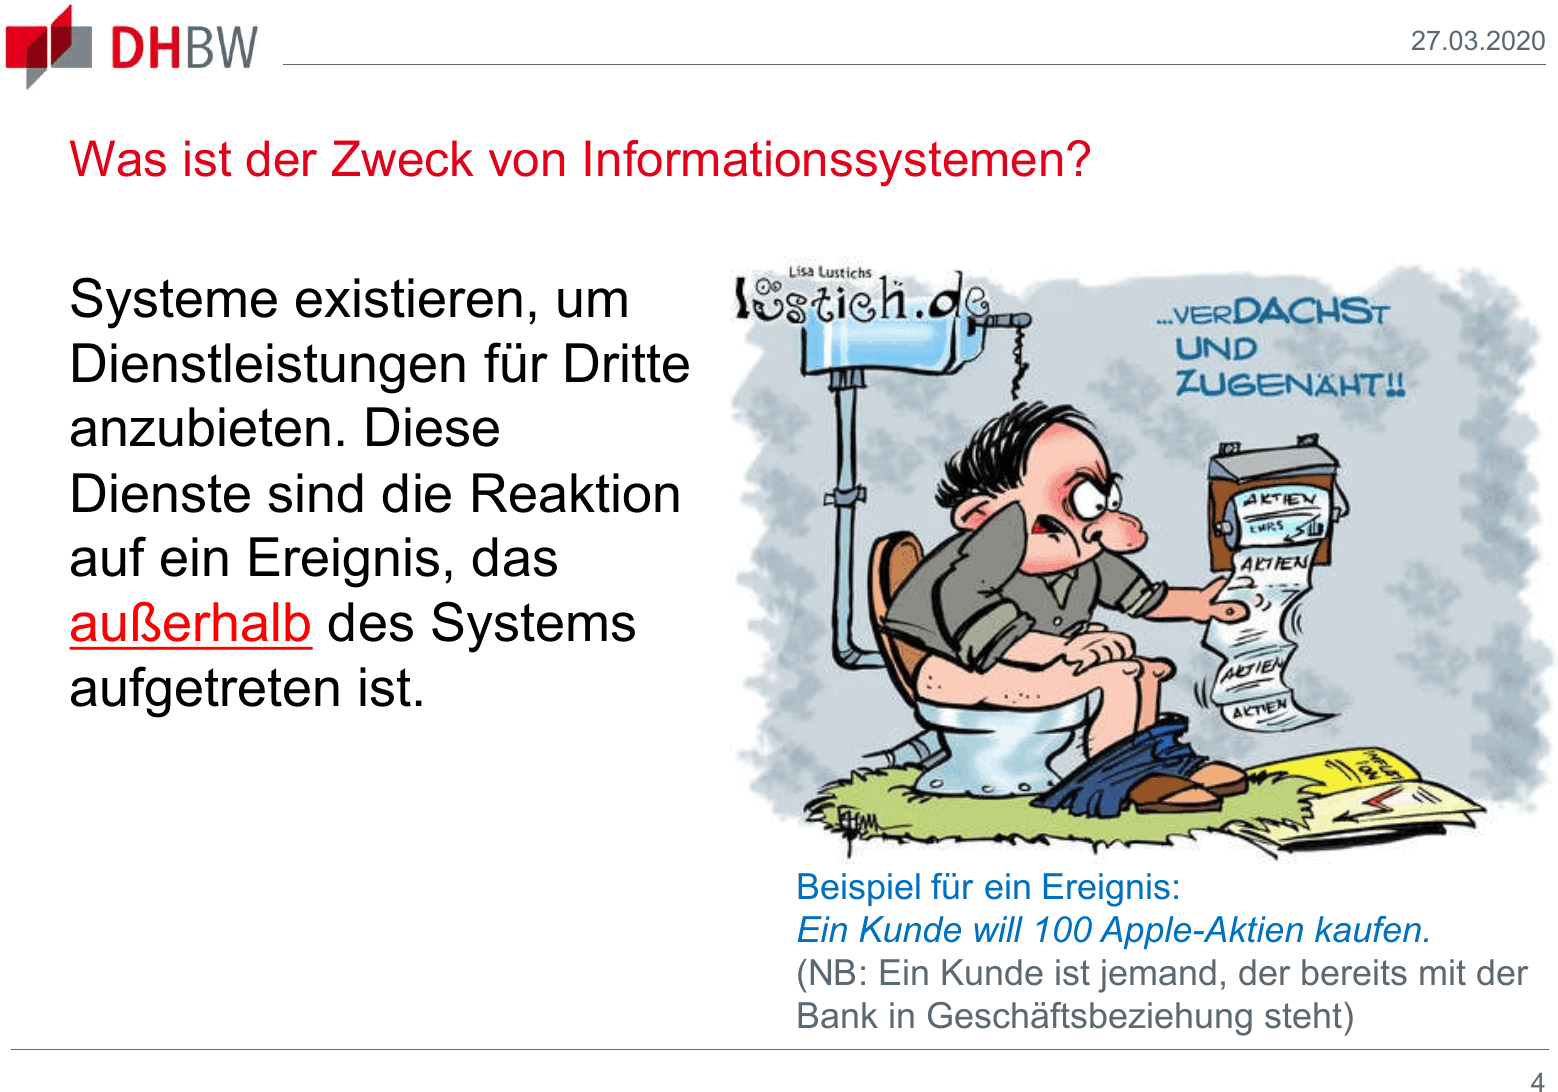 DHBW
27.03.2020
Was ist der Zweck von Informationssystemen?
Systeme existieren, um
Dienstleistungen für Dritte
anzubieten. Diese
Dienste sind die Reaktion
auf ein Ereignis, das
außerhalb des Systems
aufgetreten ist.
Lisa Lustichs
lustich.de
...VERDACHST
UND
ZUGENÄHT!!
AKTIEN
KURS
AKTIEN
AKTIEN
AKTIEN
INFLATION
Beispiel für ein Ereignis:
Ein Kunde will 100 Apple-Aktien kaufen.
(NB: Ein Kunde ist jemand, der bereits mit der
Bank in Geschäftsbeziehung steht)
4